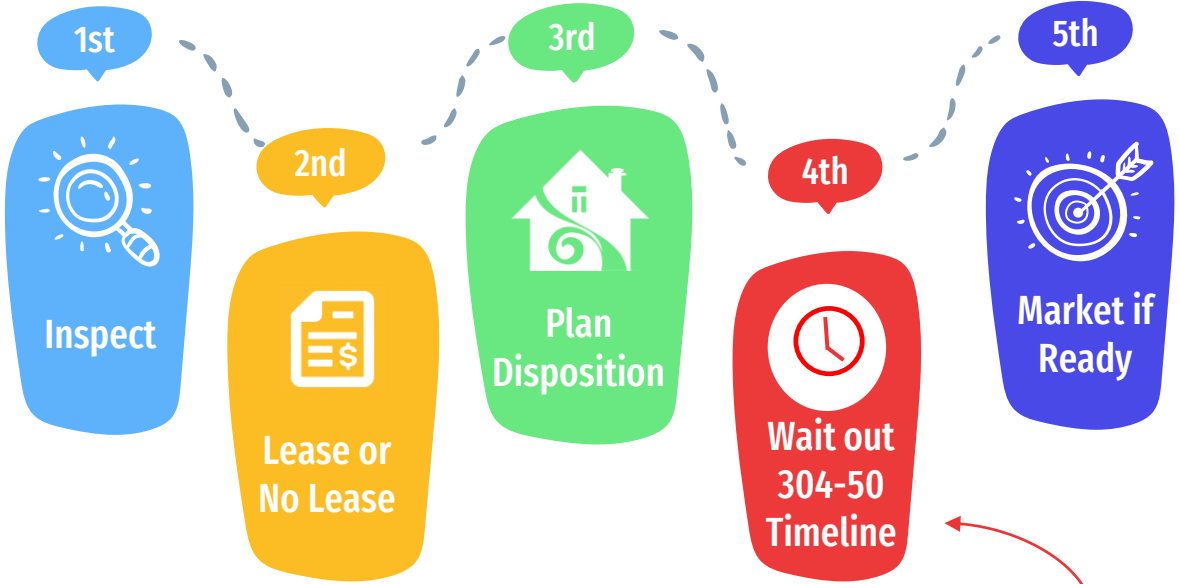 1st
Inspect
2nd
$
Lease or
No Lease
3rd
Plan
Disposition
4th
Wait out
304-50
Timeline
5th
Market if
Ready